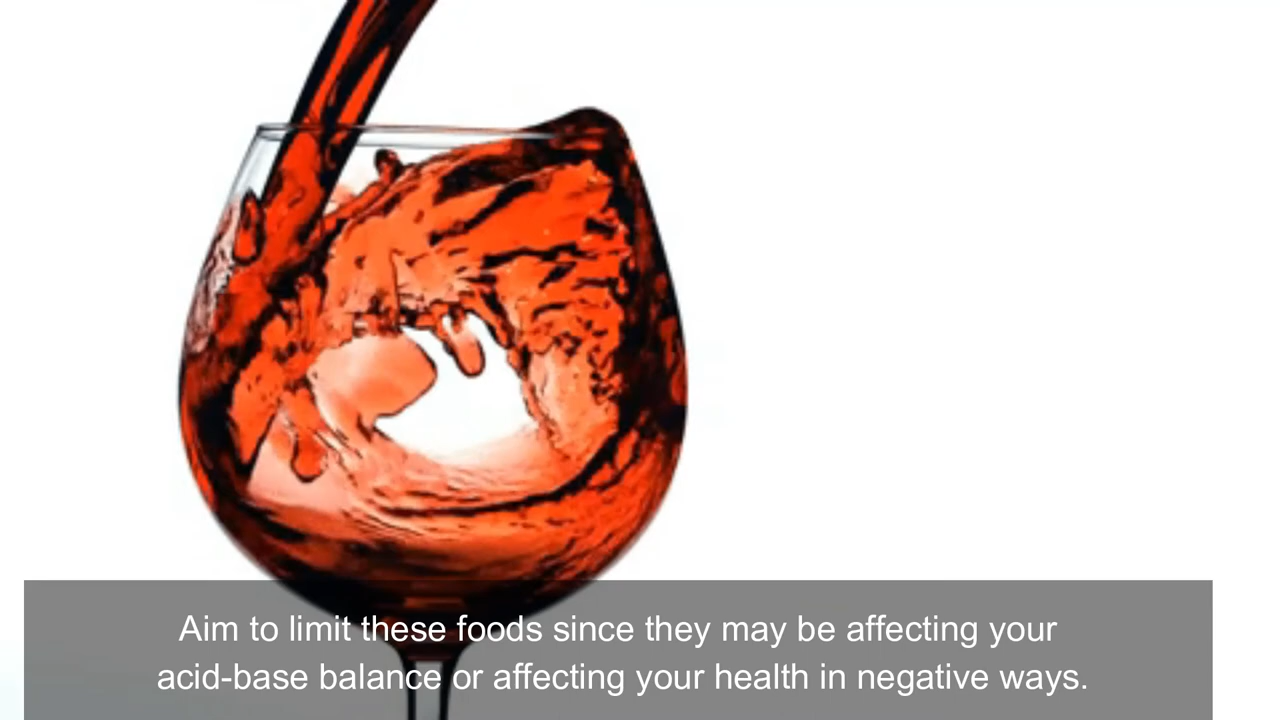 Aim to limit these foods since they may be affecting your
acid-base balance or affecting your health in negative ways.